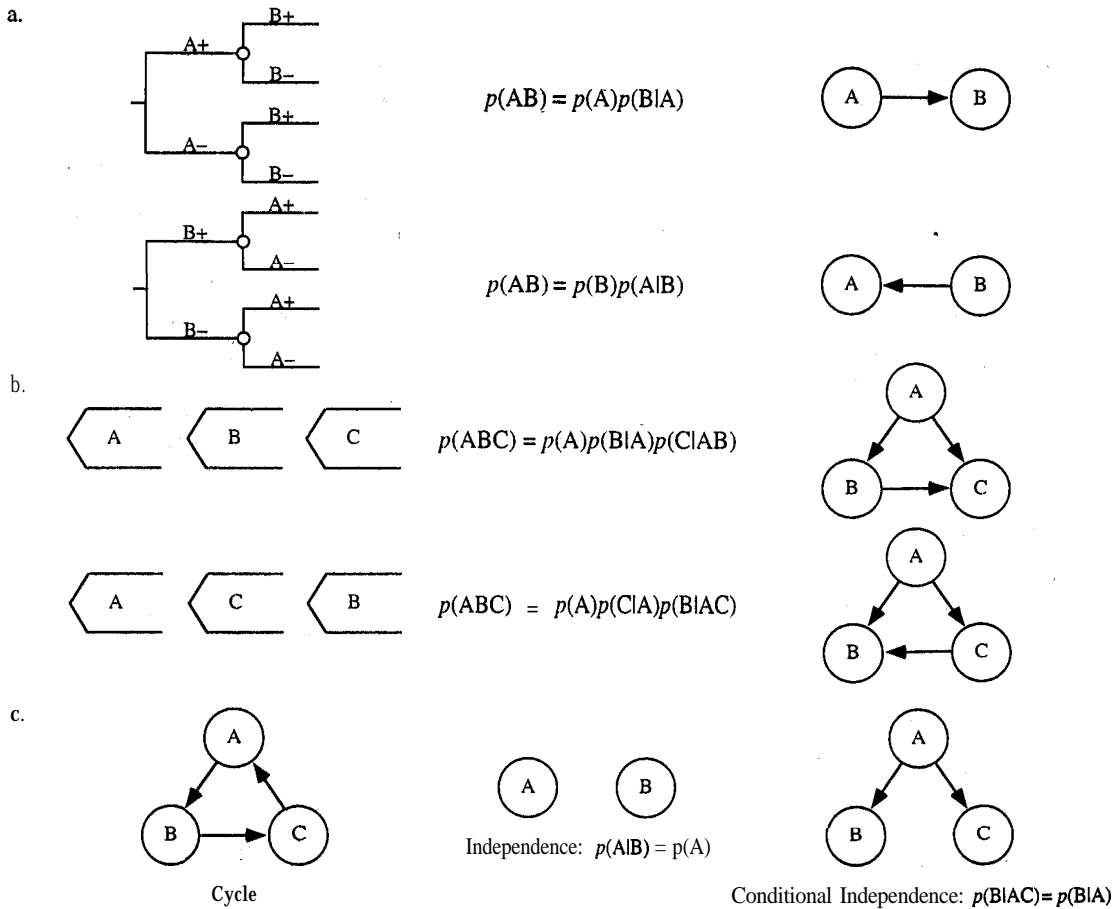 a.
B+
A+
B−
p(AB) = p(A)p(B|A)
A B
B+
A−
B−
A+
B+
A−
p(AB) = p(B)p(A|B)
A B
A+
B−
A−
b.
A
A B C p(ABC) = p(A)p(B|A)p(C|AB)
B C
A
A C B p(ABC) = p(A)p(C|A)p(B|AC)
B C
c.
A A
A B
B C B C
Independence: p(A|B) = p(A)
Cycle Conditional Independence: p(B|AC)= p(B|A)